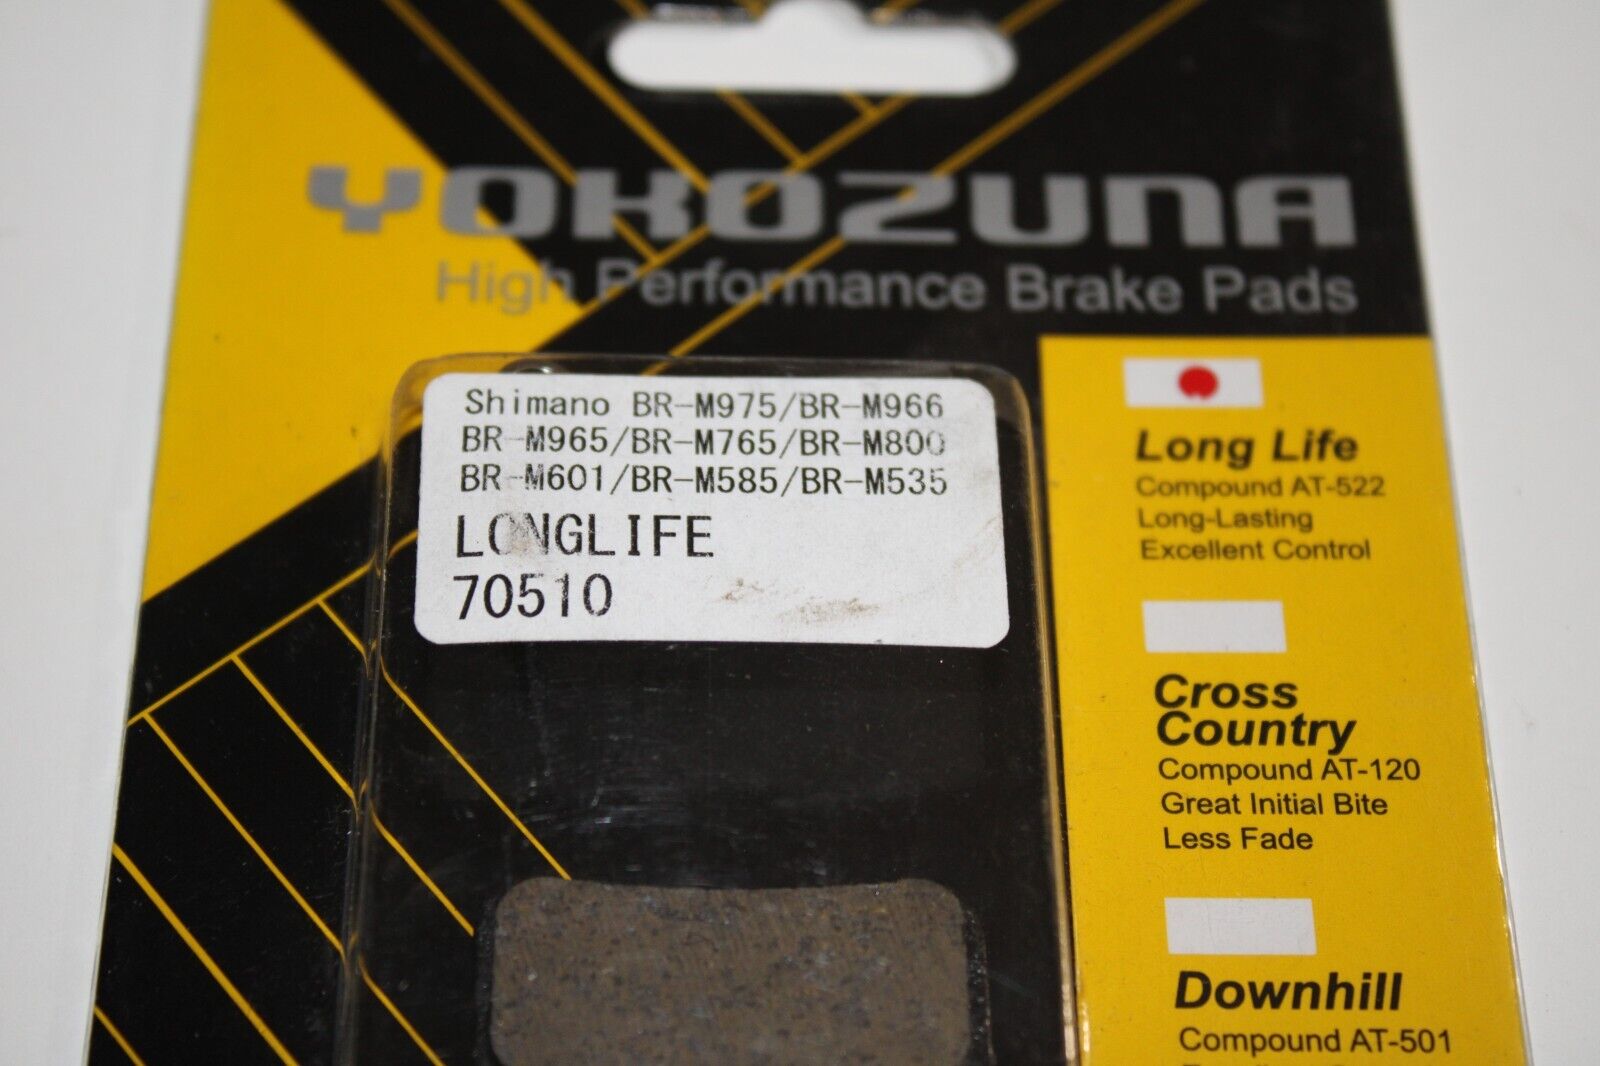 YOKOZUNA
High Performance Brake Pads
Shimano BR-M975/BR-M966
BR-M965/BR-M765/BR-M800
BR-M601/BR-M585/BR-M535
LONGLIFE
70510
Long Life
Compound AT-522
Long-Lasting
Excellent Control
Cross
Country
Compound AT-120
Great Initial Bite
Less Fade
Downhill
Compound AT-501